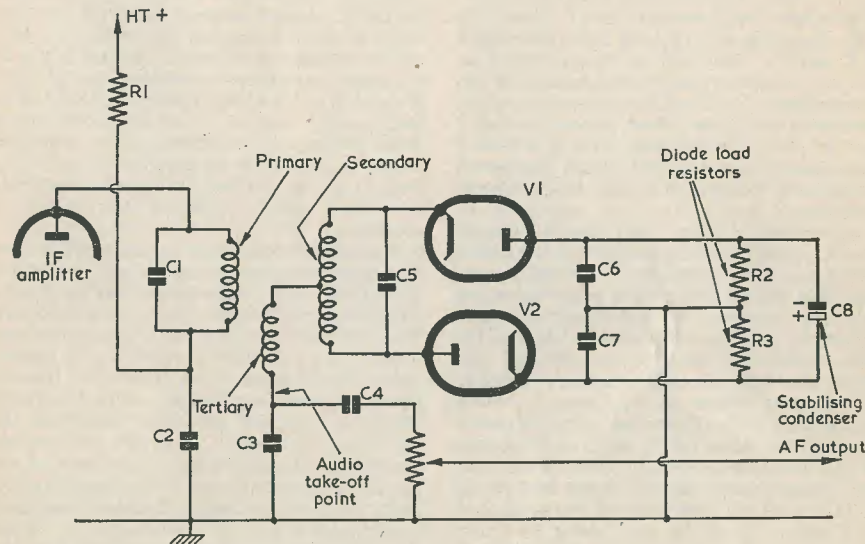 HT +
R1
Primary
Secondary
V1
Diode load
resistors
IF
amplifier
C1
C5
C6
R2
V2
C7
R3
C8
-
+
Tertiary
C4
Stabilising
condenser
C2
C3
Audio
take-off
point
AF output